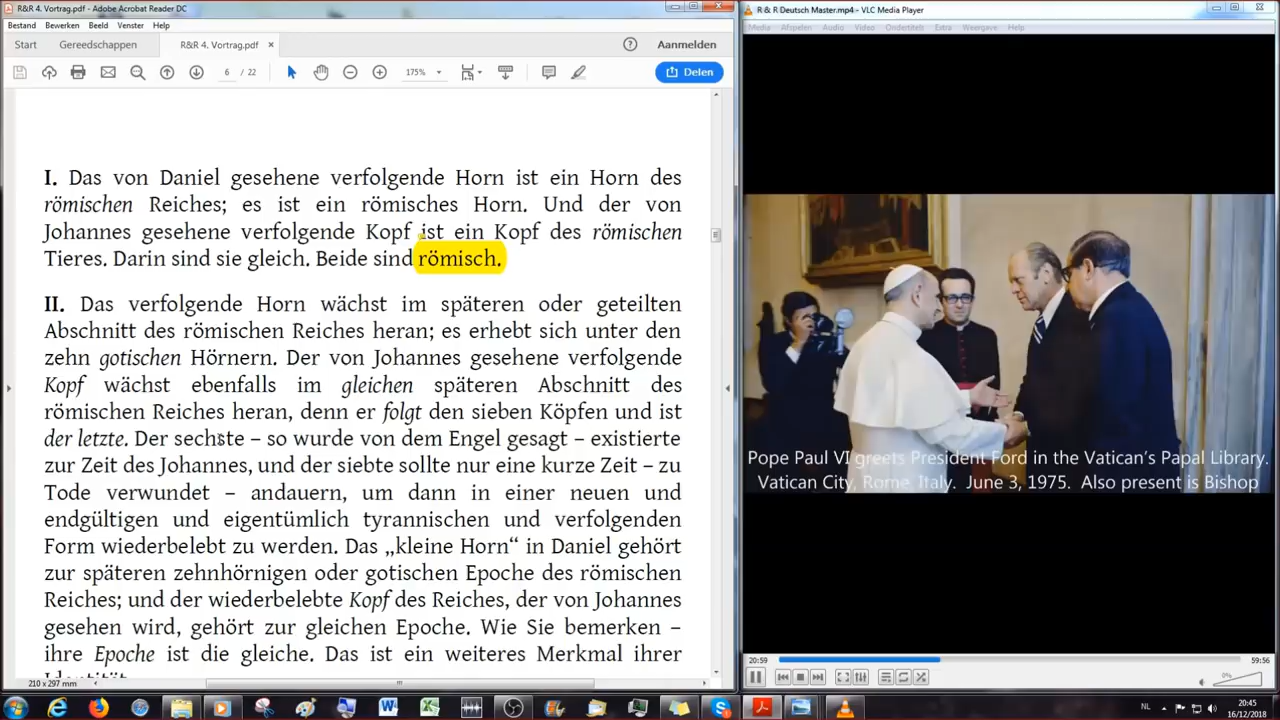 R&R 4. Vortrag.pdf - Adobe Acrobat Reader DC
Bestand Bewerken Beeld Venster Help
Start Gereedschappen R&R 4. Vortrag.pdf × Aanmelden
6 / 22 175% Delen
I. Das von Daniel gesehene verfolgende Horn ist ein Horn des
römischen Reiches; es ist ein römisches Horn. Und der von
Johannes gesehene verfolgende Kopf ist ein Kopf des römischen
Tieres. Darin sind sie gleich. Beide sind römisch.
II. Das verfolgende Horn wächst im späteren oder geteilten
Abschnitt des römischen Reiches heran; es erhebt sich unter den
zehn gotischen Hörnern. Der von Johannes gesehene verfolgende
Kopf wächst ebenfalls im gleichen späteren Abschnitt des
römischen Reiches heran, denn er folgt den sieben Köpfen und ist
der letzte. Der sechste – so wurde von dem Engel gesagt – existierte
zur Zeit des Johannes, und der siebte sollte nur eine kurze Zeit – zu
Tode verwundet – andauern, um dann in einer neuen und
endgültigen und eigentümlich tyrannischen und verfolgenden
Form wiederbelebt zu werden. Das „kleine Horn“ in Daniel gehört
zur späteren zehnhörnigen oder gotischen Epoche des römischen
Reiches; und der wiederbelebte Kopf des Reiches, der von Johannes
gesehen wird, gehört zur gleichen Epoche. Wie Sie bemerken –
ihre Epoche ist die gleiche. Das ist ein weiteres Merkmal ihrer
Identität.
210 x 297 mm
R & R Deutsch Master.mp4 - VLC Media Player
Media Afspelen Audio Video Ondertitels Extra Weergave Help
Pope Paul VI greets President Ford in the Vatican's Papal Library.
Vatican City, Rome, Italy. June 3, 1975. Also present is Bishop
20:59 59:56
0%
NL 20:45
16/12/2018